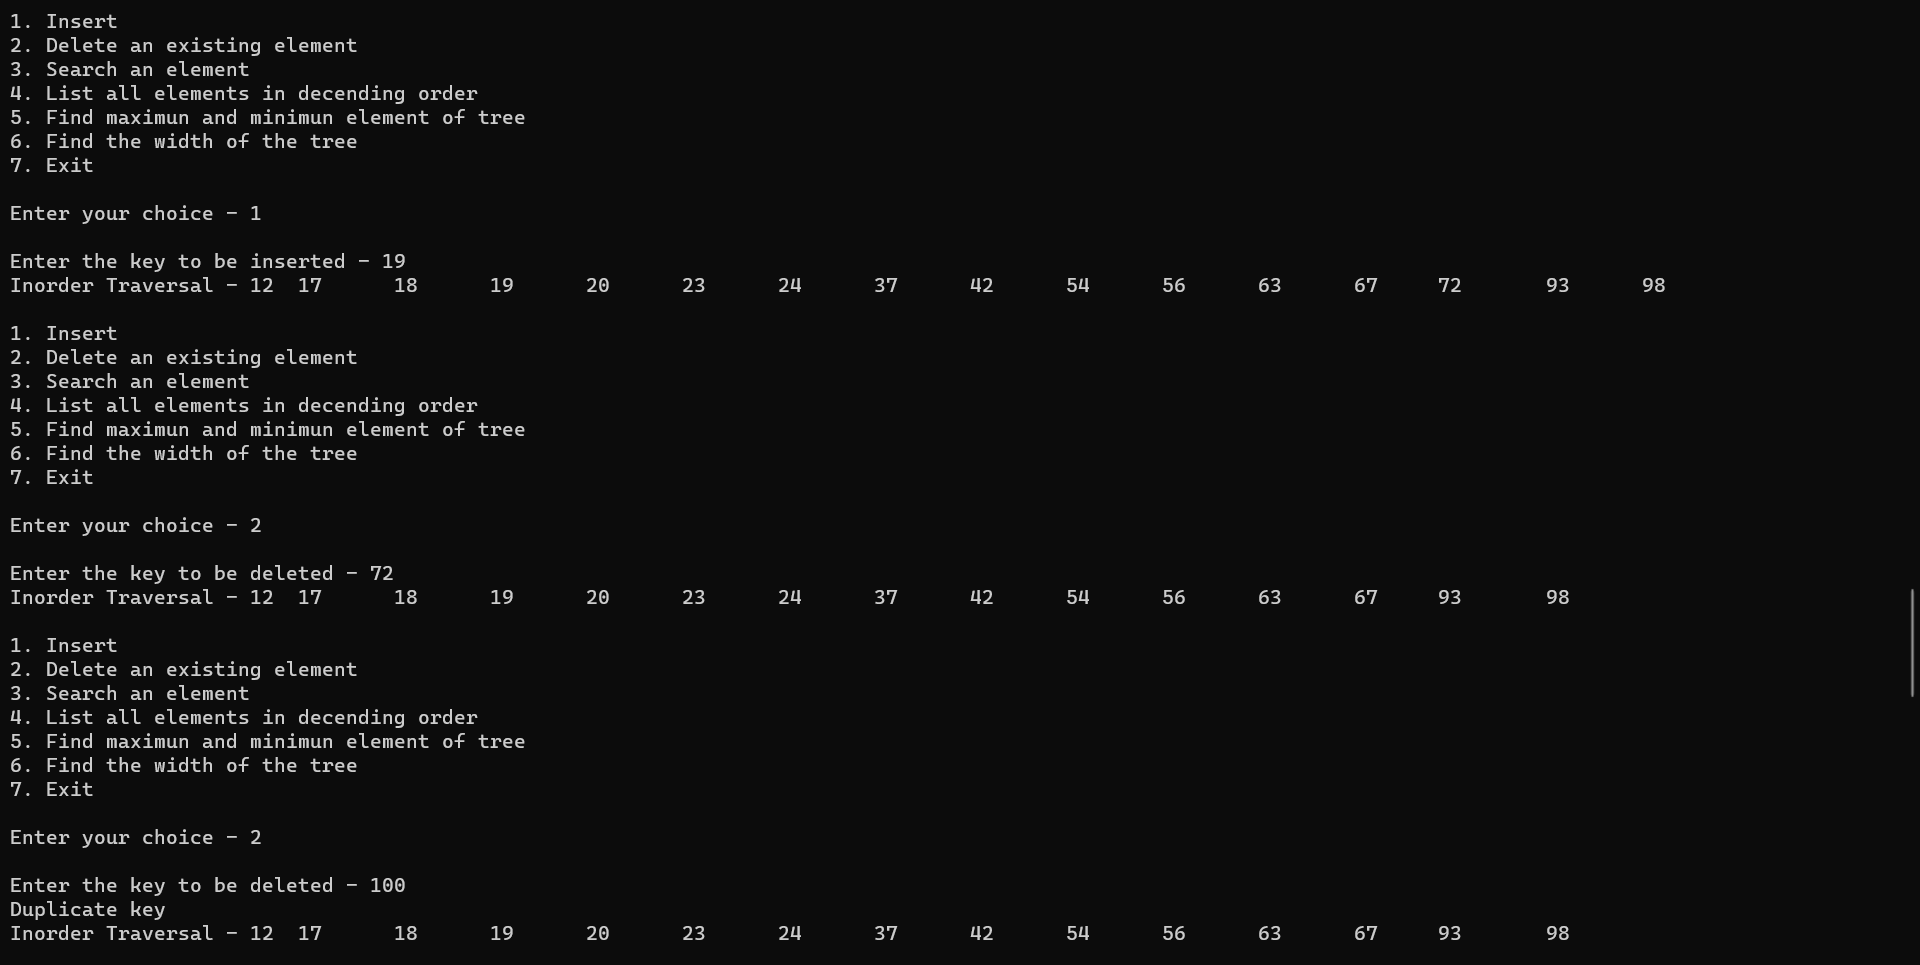 1. Insert
2. Delete an existing element
3. Search an element
4. List all elements in decending order
5. Find maximun and minimun element of tree
6. Find the width of the tree
7. Exit
Enter your choice - 1
Enter the key to be inserted - 19
Inorder Traversal - 12 17 18 19 20 23 24 37 42 54 56 63 67 72 93 98
1. Insert
2. Delete an existing element
3. Search an element
4. List all elements in decending order
5. Find maximun and minimun element of tree
6. Find the width of the tree
7. Exit
Enter your choice - 2
Enter the key to be deleted - 72
Inorder Traversal - 12 17 18 19 20 23 24 37 42 54 56 63 67 93 98
1. Insert
2. Delete an existing element
3. Search an element
4. List all elements in decending order
5. Find maximun and minimun element of tree
6. Find the width of the tree
7. Exit
Enter your choice - 2
Enter the key to be deleted - 100
Duplicate key
Inorder Traversal - 12 17 18 19 20 23 24 37 42 54 56 63 67 93 98